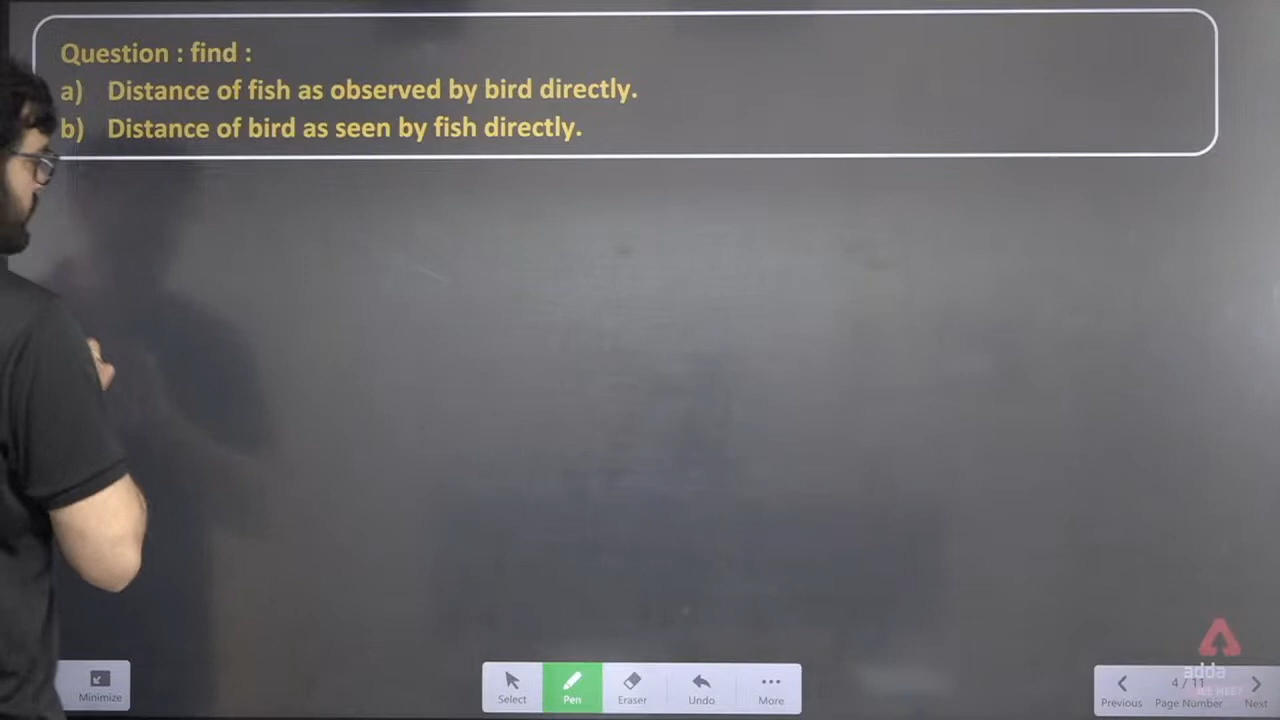 Question : find :
a) Distance of fish as observed by bird directly.
b) Distance of bird as seen by fish directly.
Minimize
Select
Pen
Eraser
Undo
More
Previous
4 / 11
Page Number
Next
adda